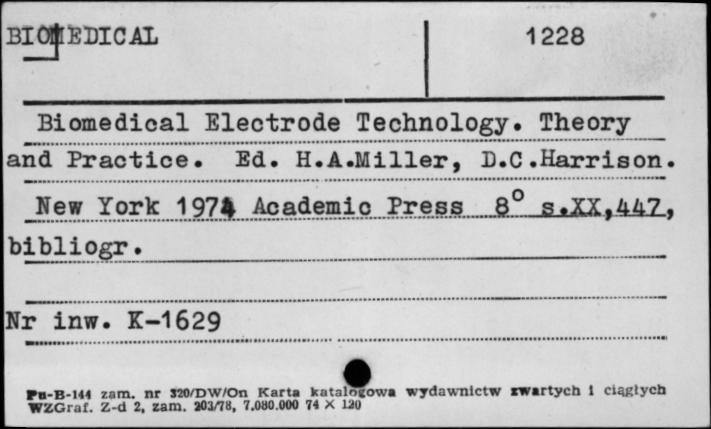 BIOMEDICAL 1228
Biomedical Electrode Technology. Theory
and Practice. Ed. H.A.Miller, D.C.Harrison.
New York 1974 Academic Press 8° s.XX,447,
bibliogr.
Nr inw. K-1629
Pu-B-144 zam. nr 320/DW/On Karta katalogowa wydawnictw zwartych i ciągłych
WZGraf. Z-d 2, zam. 203/78, 7.080.000 74 X 120